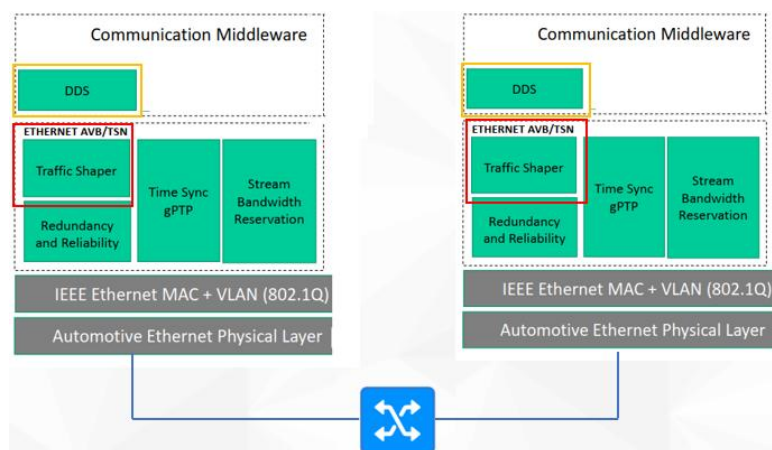 Communication Middleware
DDS
ETHERNET AVB/TSN
Traffic Shaper
Time Sync
gPTP
Stream
Bandwidth
Reservation
Redundancy
and Reliability
IEEE Ethernet MAC + VLAN (802.1Q)
Automotive Ethernet Physical Layer
Communication Middleware
DDS
ETHERNET AVB/TSN
Traffic Shaper
Time Sync
gPTP
Stream
Bandwidth
Reservation
Redundancy
and Reliability
IEEE Ethernet MAC + VLAN (802.1Q)
Automotive Ethernet Physical Layer